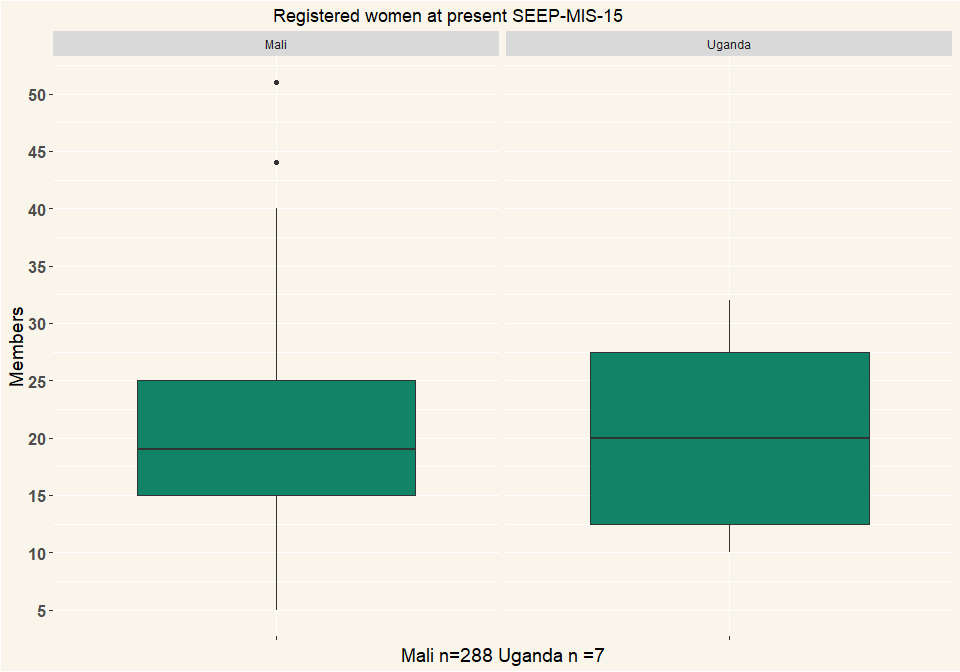 Registered women at present SEEP-MIS-15
Mali
Uganda
Members
50
45
40
35
30
25
20
15
10
5
Mali n=288 Uganda n =7